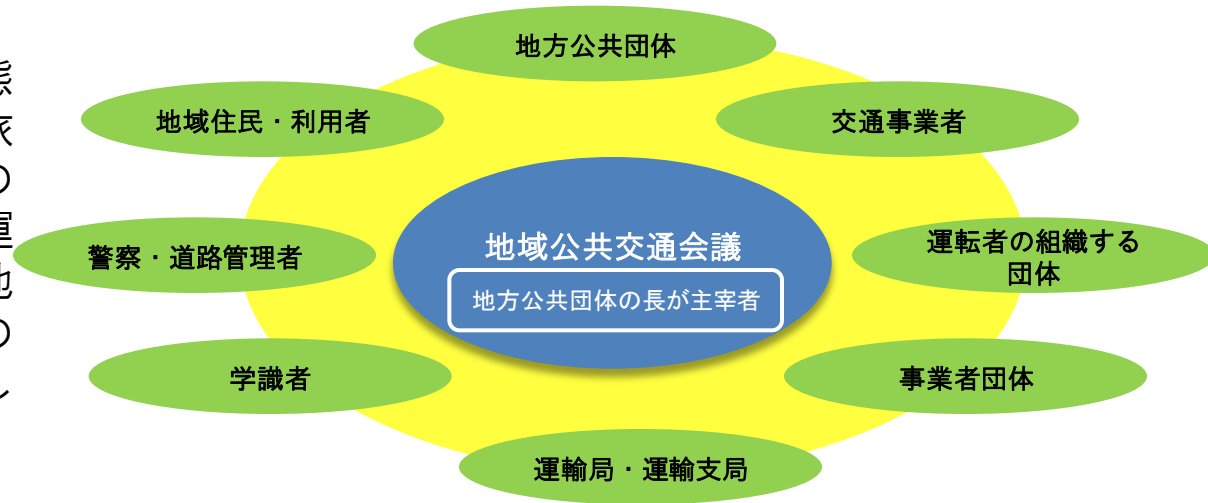 地方公共団体
地域住民・利用者
交通事業者
警察・道路管理者
地域公共交通会議
地方公共団体の長が主宰者
運転者の組織する
団体
学識者
事業者団体
運輸局・運輸支局
態
の
の